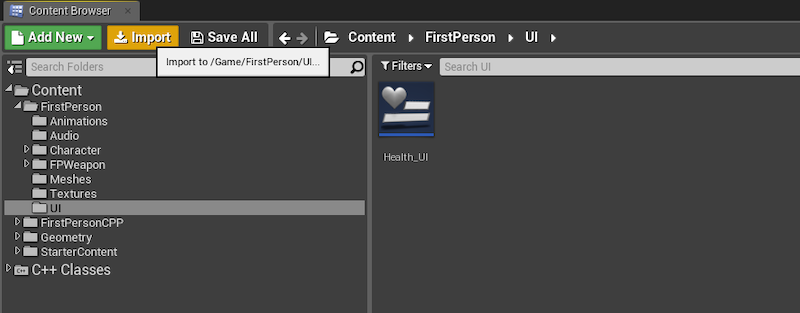 Content Browser
Add New Import Save All Content FirstPerson UI
Import to /Game/FirstPerson/UI...
Search Folders
Filters Search UI
Content
FirstPerson
Animations
Audio
Character
FPWeapon
Meshes
Textures
UI
FirstPersonCPP
Geometry
StarterContent
C++ Classes
Health_UI